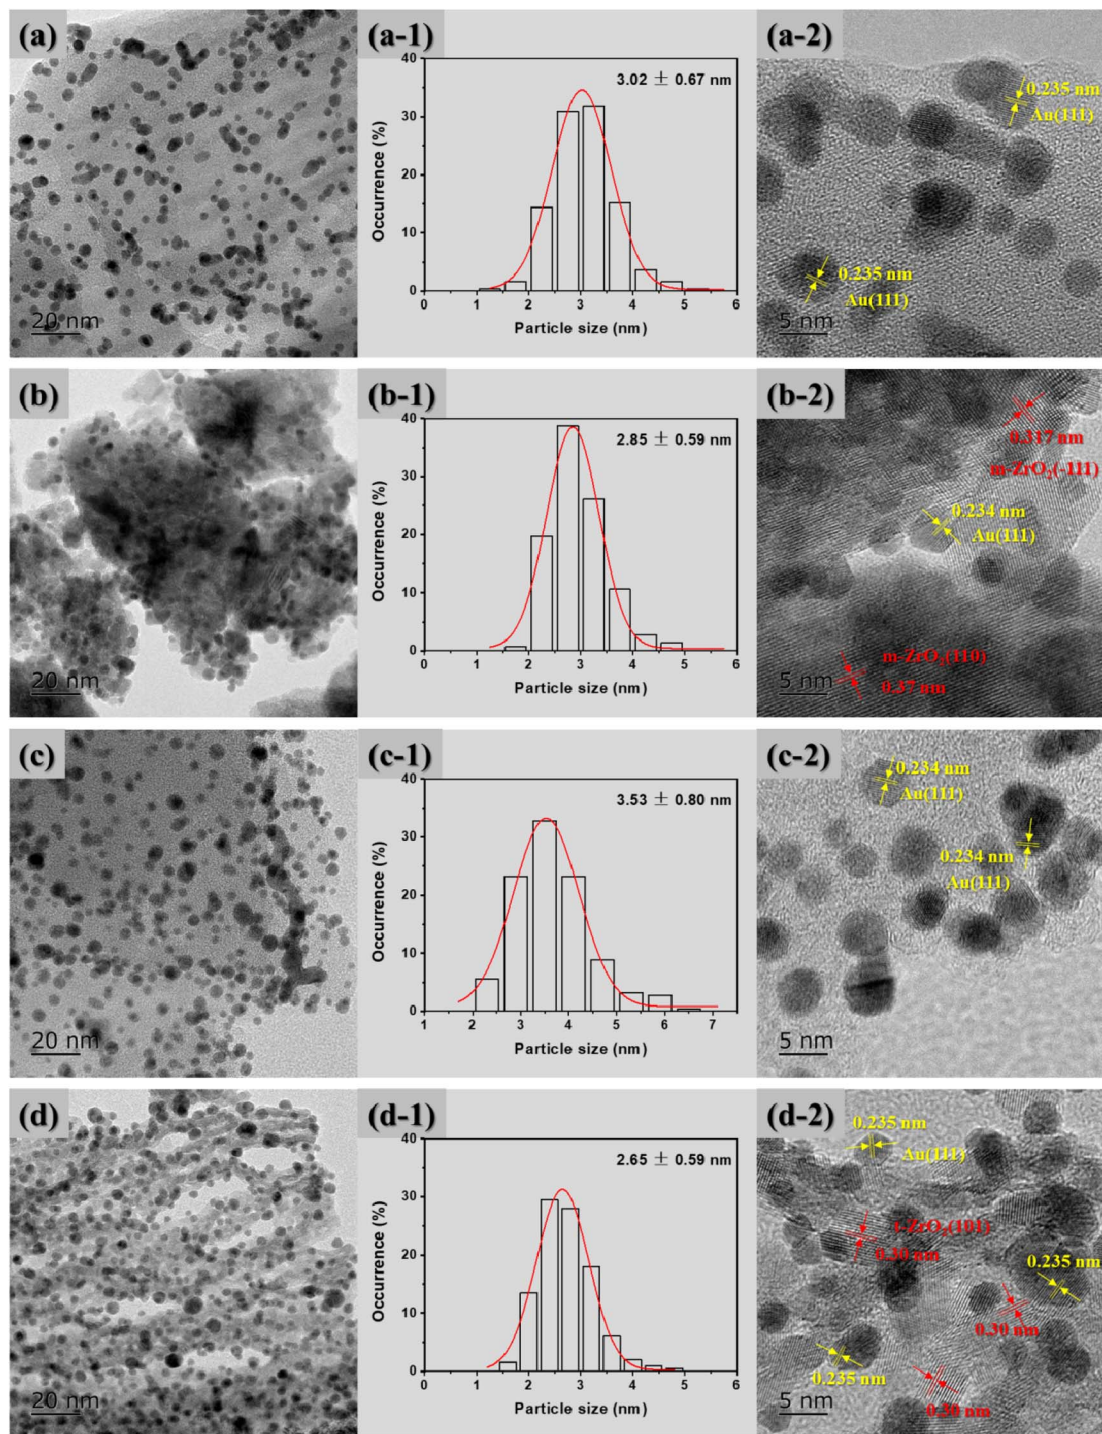 (a)
20 nm
(a-1)
3.02 ± 0.67 nm
40
30
20
10
0
Occurrence (%)
0 1 2 3 4 5 6
Particle size (nm)
(a-2)
0.235 nm
Au(111)
0.235 nm
Au(111)
5 nm
(b)
20 nm
(b-1)
2.85 ± 0.59 nm
40
30
20
10
0
Occurrence (%)
0 1 2 3 4 5 6
Particle size (nm)
(b-2)
0.317 nm
m-ZrO2(-111)
0.234 nm
Au(111)
m-ZrO2(110)
0.37 nm
5 nm
(c)
20 nm
(c-1)
3.53 ± 0.80 nm
40
30
20
10
0
Occurrence (%)
1 2 3 4 5 6 7
Particle size (nm)
(c-2)
0.234 nm
Au(111)
0.234 nm
Au(111)
5 nm
(d)
20 nm
(d-1)
2.65 ± 0.59 nm
40
30
20
10
0
Occurrence (%)
0 1 2 3 4 5 6
Particle size (nm)
(d-2)
0.235 nm
Au(111)
t-ZrO2(101)
0.30 nm
0.235 nm
0.30 nm
0.235 nm
0.30 nm
5 nm